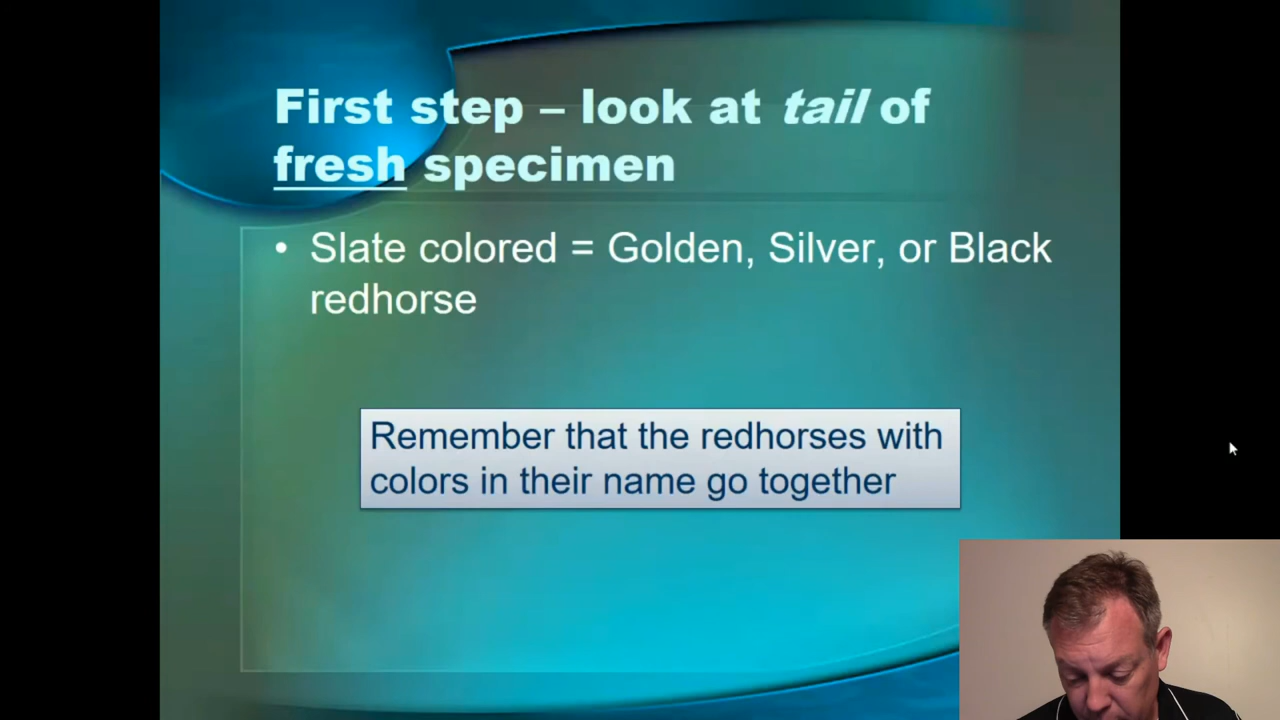 First step – look at tail of
fresh specimen
• Slate colored = Golden, Silver, or Black
redhorse
Remember that the redhorses with
colors in their name go together